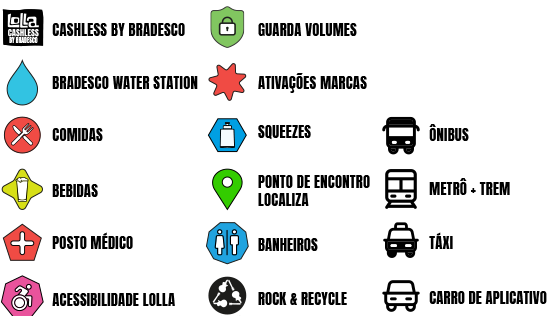 Lolla
CASHLESS
BY BRADESCO
CASHLESS BY BRADESCO
BRADESCO WATER STATION
COMIDAS
BEBIDAS
POSTO MÉDICO
ACESSIBILIDADE LOLLA
GUARDA VOLUMES
ATIVAÇÕES MARCAS
SQUEEZES
PONTO DE ENCONTRO
LOCALIZA
BANHEIROS
ROCK & RECYCLE
ÔNIBUS
METRÔ + TREM
TÁXI
CARRO DE APLICATIVO